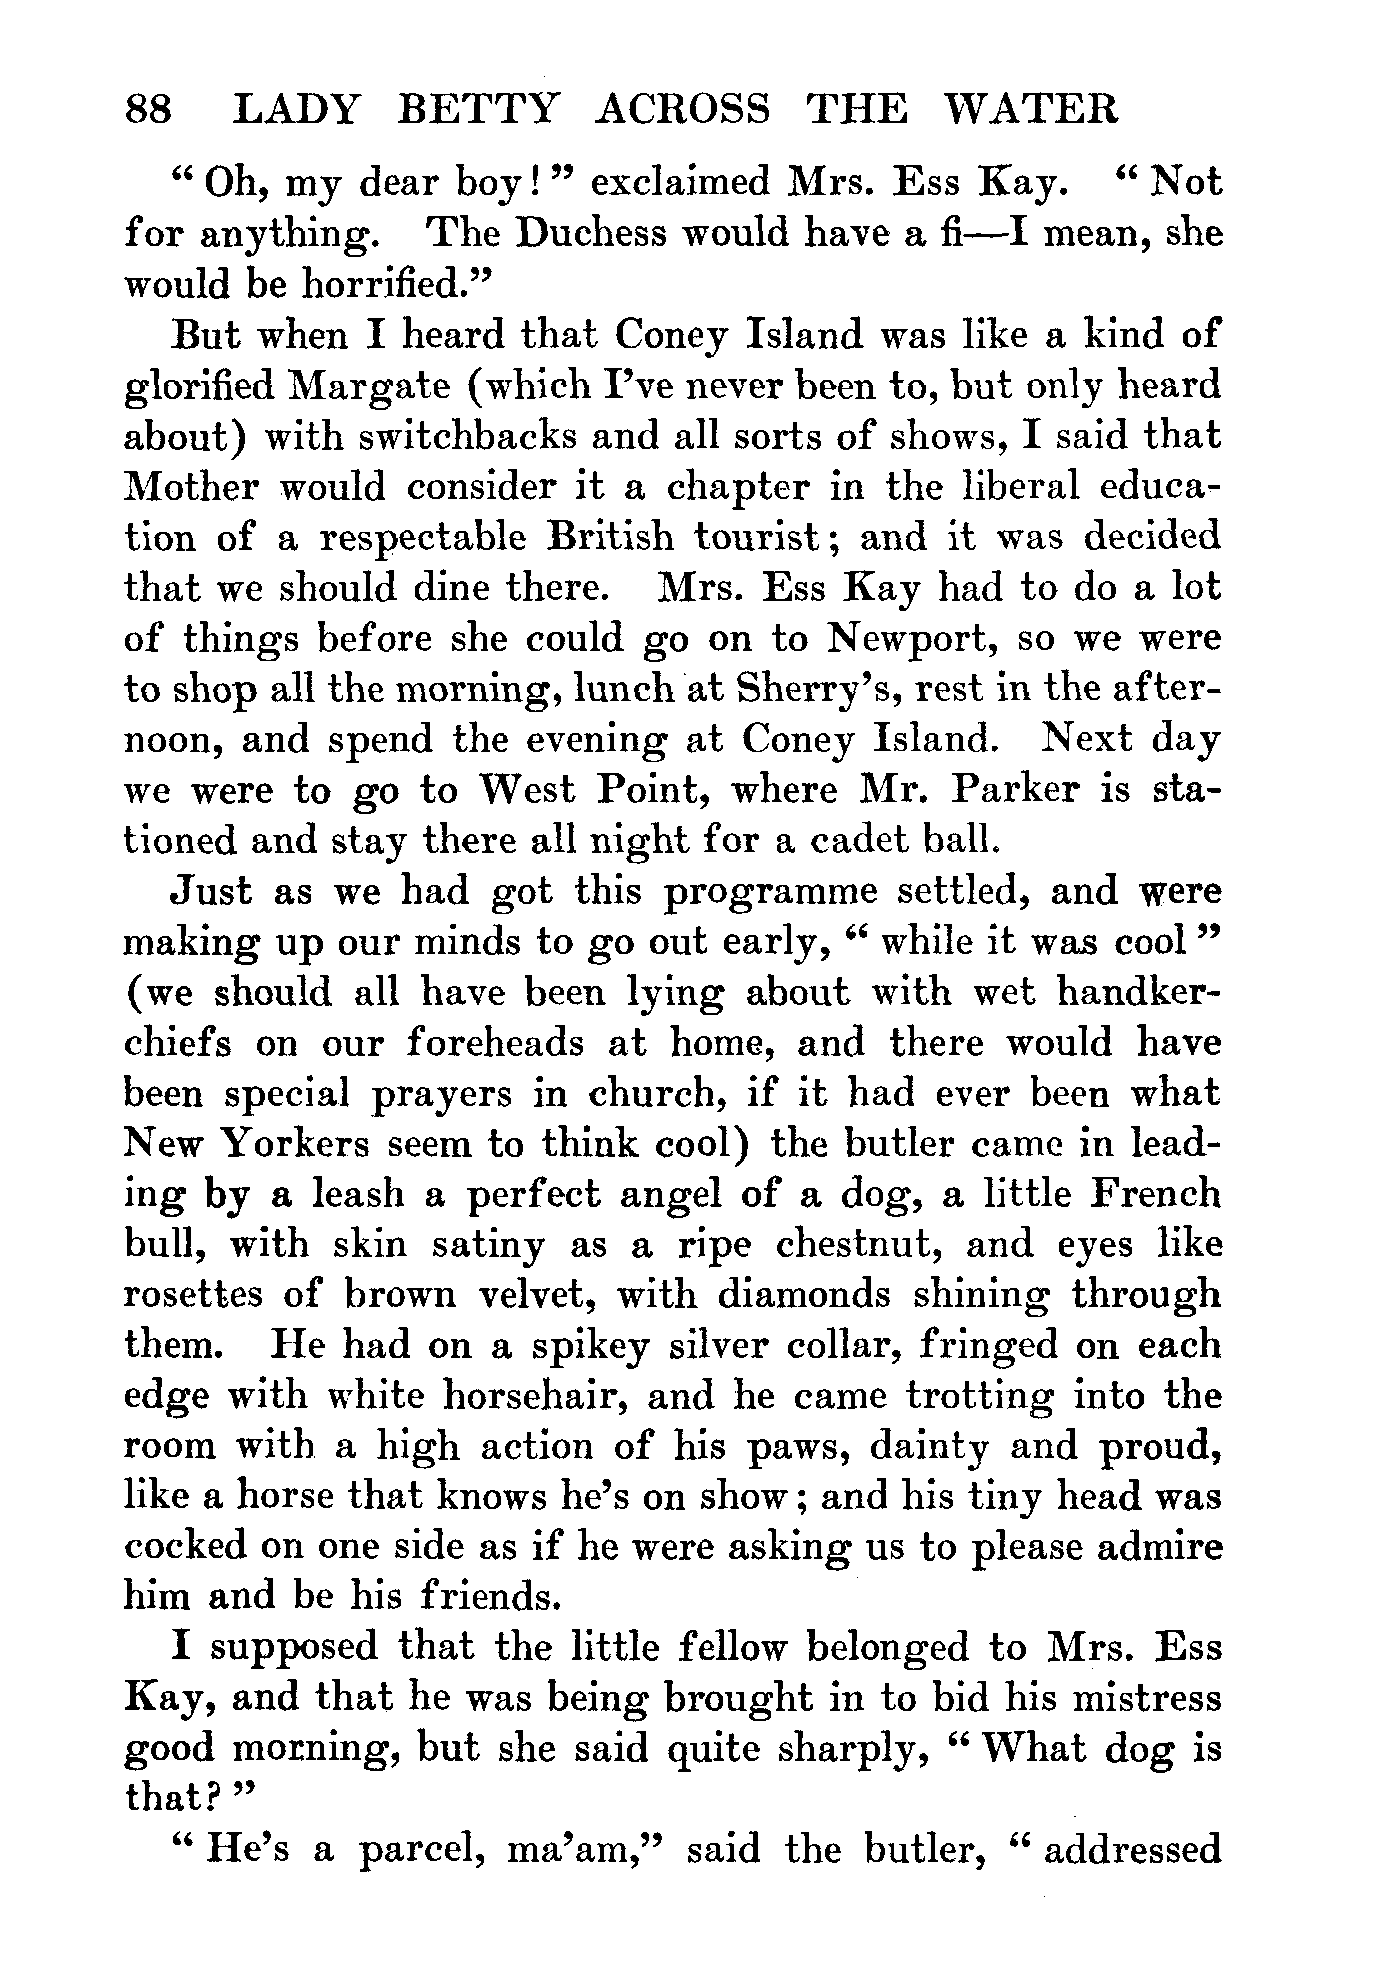 88 LADY BETTY ACROSS THE WATER
“ Oh, my dear boy! ” exclaimed Mrs. Ess Kay. “ Not
for anything. The Duchess would have a fi—I mean, she
would be horrified.”
But when I heard that Coney Island was like a kind of
glorified Margate (which I’ve never been to, but only heard
about) with switchbacks and all sorts of shows, I said that
Mother would consider it a chapter in the liberal educa-
tion of a respectable British tourist; and it was decided
that we should dine there. Mrs. Ess Kay had to do a lot
of things before she could go on to Newport, so we were
to shop all the morning, lunch at Sherry’s, rest in the after-
noon, and spend the evening at Coney Island. Next day
we were to go to West Point, where Mr. Parker is sta-
tioned and stay there all night for a cadet ball.
Just as we had got this programme settled, and were
making up our minds to go out early, “ while it was cool ”
(we should all have been lying about with wet handker-
chiefs on our foreheads at home, and there would have
been special prayers in church, if it had ever been what
New Yorkers seem to think cool) the butler came in lead-
ing by a leash a perfect angel of a dog, a little French
bull, with skin satiny as a ripe chestnut, and eyes like
rosettes of brown velvet, with diamonds shining through
them. He had on a spikey silver collar, fringed on each
edge with white horsehair, and he came trotting into the
room with a high action of his paws, dainty and proud,
like a horse that knows he’s on show; and his tiny head was
cocked on one side as if he were asking us to please admire
him and be his friends.
I supposed that the little fellow belonged to Mrs. Ess
Kay, and that he was being brought in to bid his mistress
good morning, but she said quite sharply, “ What dog is
that? ”
“ He’s a parcel, ma’am,” said the butler, “ addressed